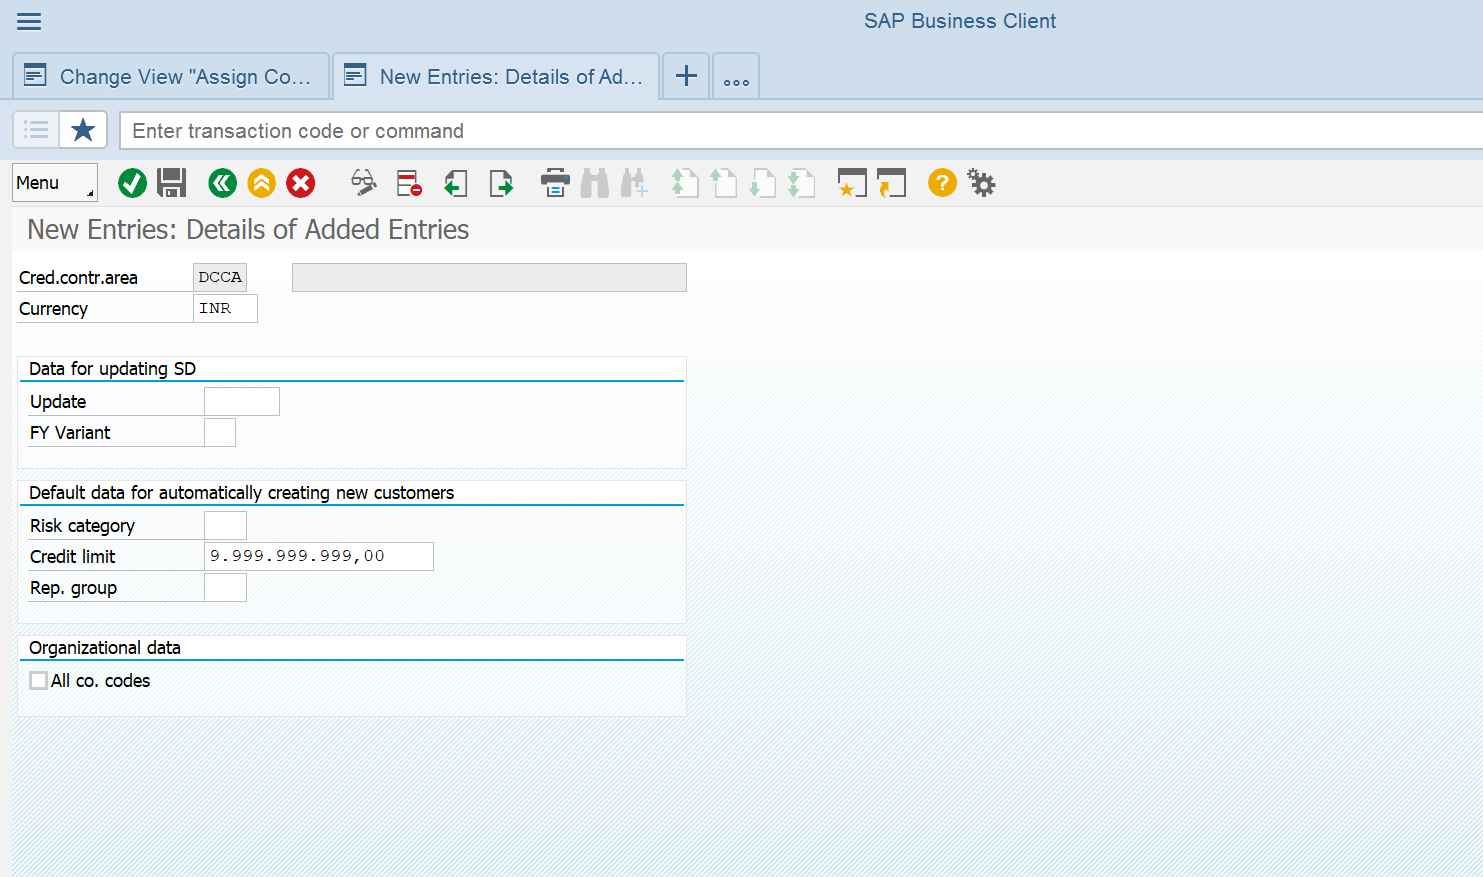 SAP Business Client
Change View "Assign Co...
New Entries: Details of Ad...
Enter transaction code or command
Menu
New Entries: Details of Added Entries
Cred.contr.area DCCA
Currency INR
Data for updating SD
Update
FY Variant
Default data for automatically creating new customers
Risk category
Credit limit 9.999.999.999,00
Rep. group
Organizational data
All co. codes